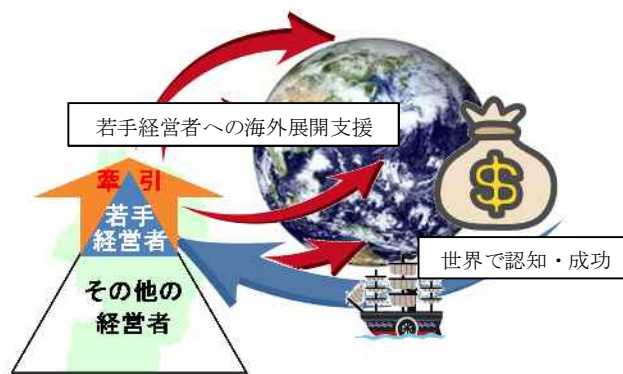 若手経営者への海外展開支援
牽引
若手
経営者
世界で認知・成功
その他の
経営者